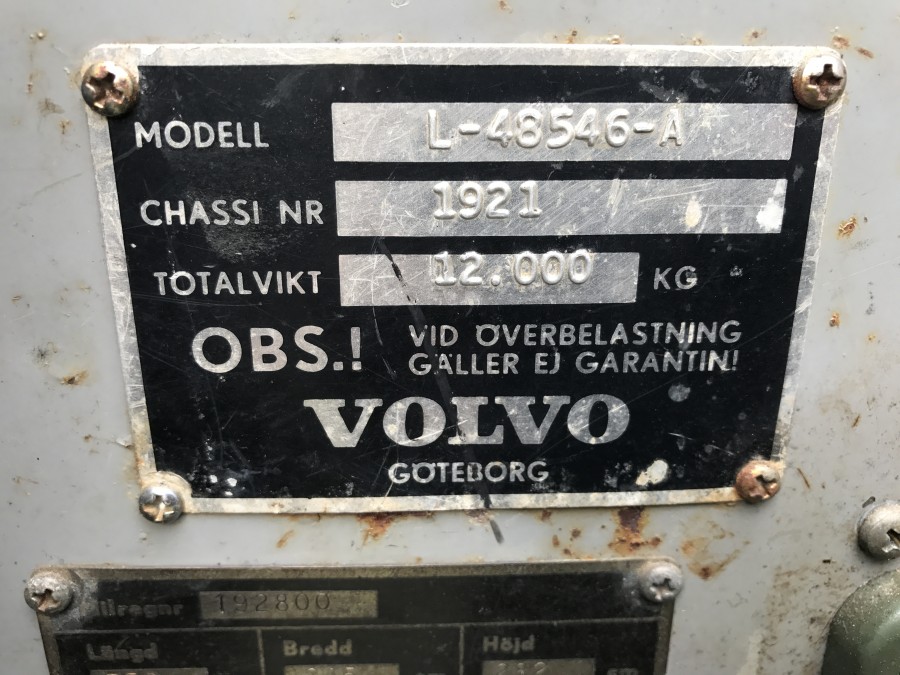 MODELL L-48546-A
CHASSI NR 1921
TOTALVIKT 12.000 KG
OBS.! VID ÖVERBELASTNING
GÄLLER EJ GARANTIN!
VOLVO
GÖTEBORG
192800
Längd Bredd Höjd